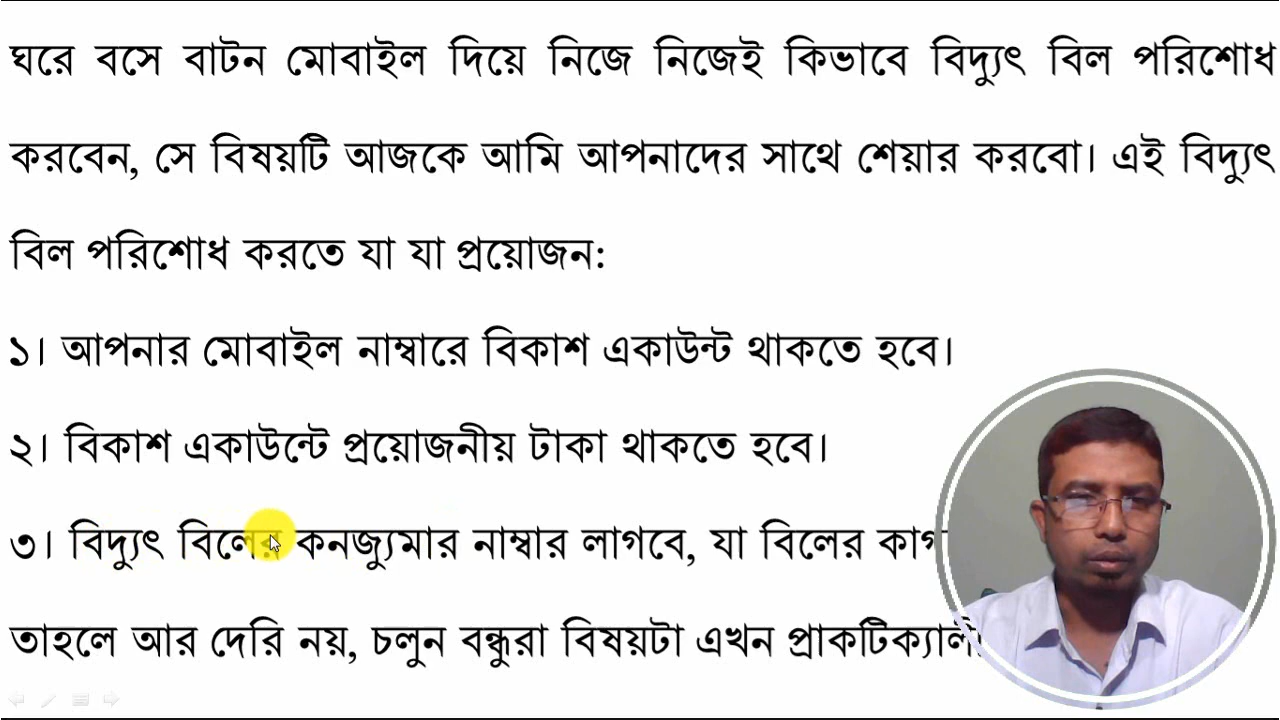 ঘরে বসে বাটন মোবাইল দিয়ে নিজে নিজেই কিভাবে বিদ্যুৎ বিল পরিশোধ
করবেন, সে বিষয়টি আজকে আমি আপনাদের সাথে শেয়ার করবো। এই বিদ্যুৎ
বিল পরিশোধ করতে যা যা প্রয়োজন:
১। আপনার মোবাইল নাম্বারে বিকাশ একাউন্ট থাকতে হবে।
২। বিকাশ একাউন্টে প্রয়োজনীয় টাকা থাকতে হবে।
৩। বিদ্যুৎ বিলের কনজ্যুমার নাম্বার লাগবে, যা বিলের
তাহলে আর দেরি নয়, চলুন বন্ধুরা বিষয়টা এখন